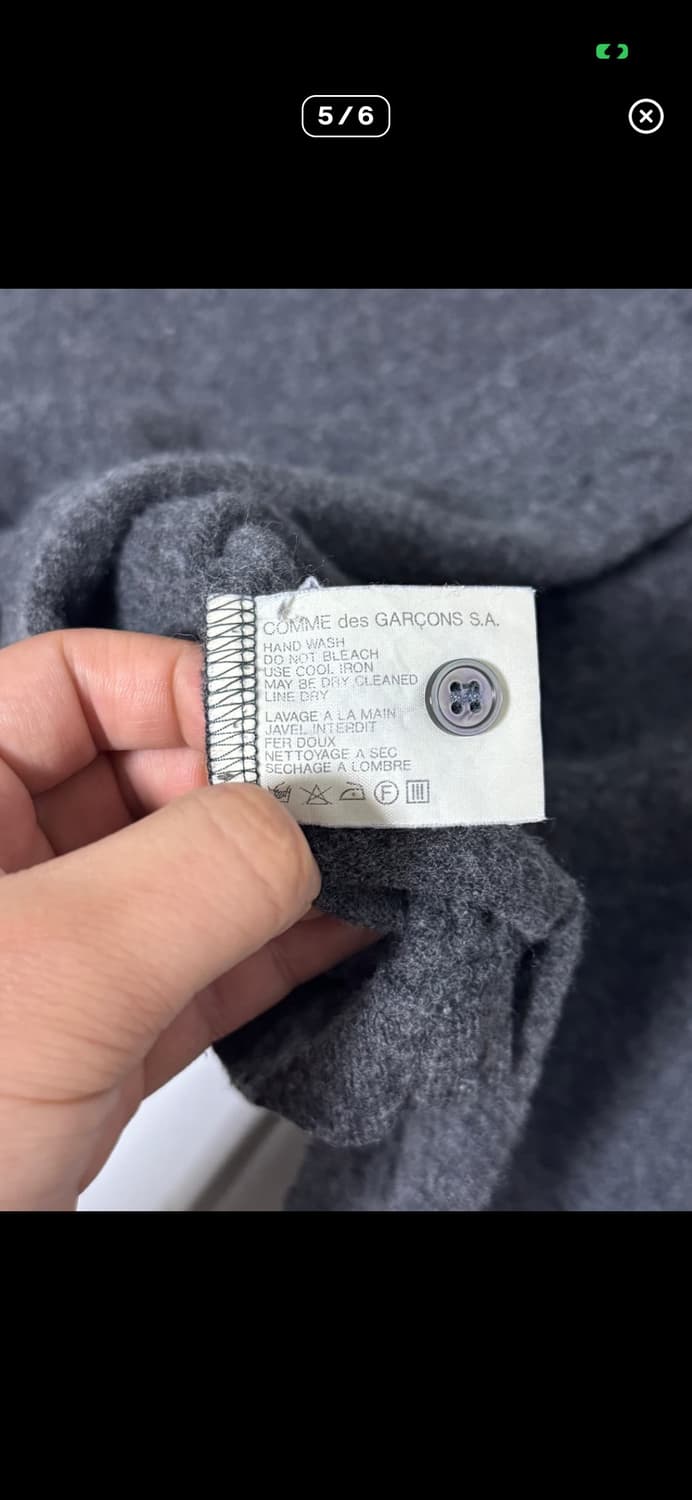 5/6
COMME des GARÇONS S.A.
HAND WASH
DO NOT BLEACH
USE COOL IRON
MAY BE DRY CLEANED
LINE DRY
LAVAGE A LA MAIN
JAVEL INTERDIT
FER DOUX
NETTOYAGE A SEC
SECHAGE A L'OMBRE
F